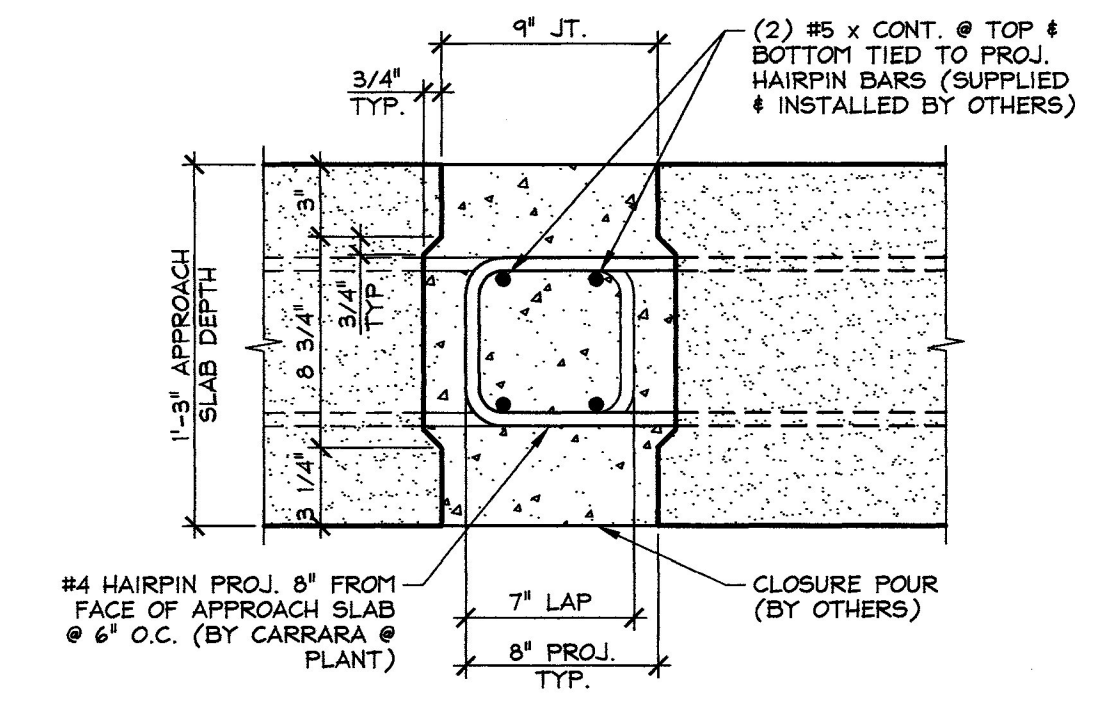 9" JT.
(2) #5 x CONT. @ TOP &
BOTTOM TIED TO PROJ.
HAIRPIN BARS (SUPPLIED
& INSTALLED BY OTHERS)
3/4"
TYP.
1'-3" APPROACH
SLAB DEPTH
3"
3/4"
TYP
8 3/4"
3 1/4"
#4 HAIRPIN PROJ. 8" FROM
FACE OF APPROACH SLAB
@ 6" O.C. (BY CARRARA @
PLANT)
7" LAP
8" PROJ.
TYP.
CLOSURE POUR
(BY OTHERS)